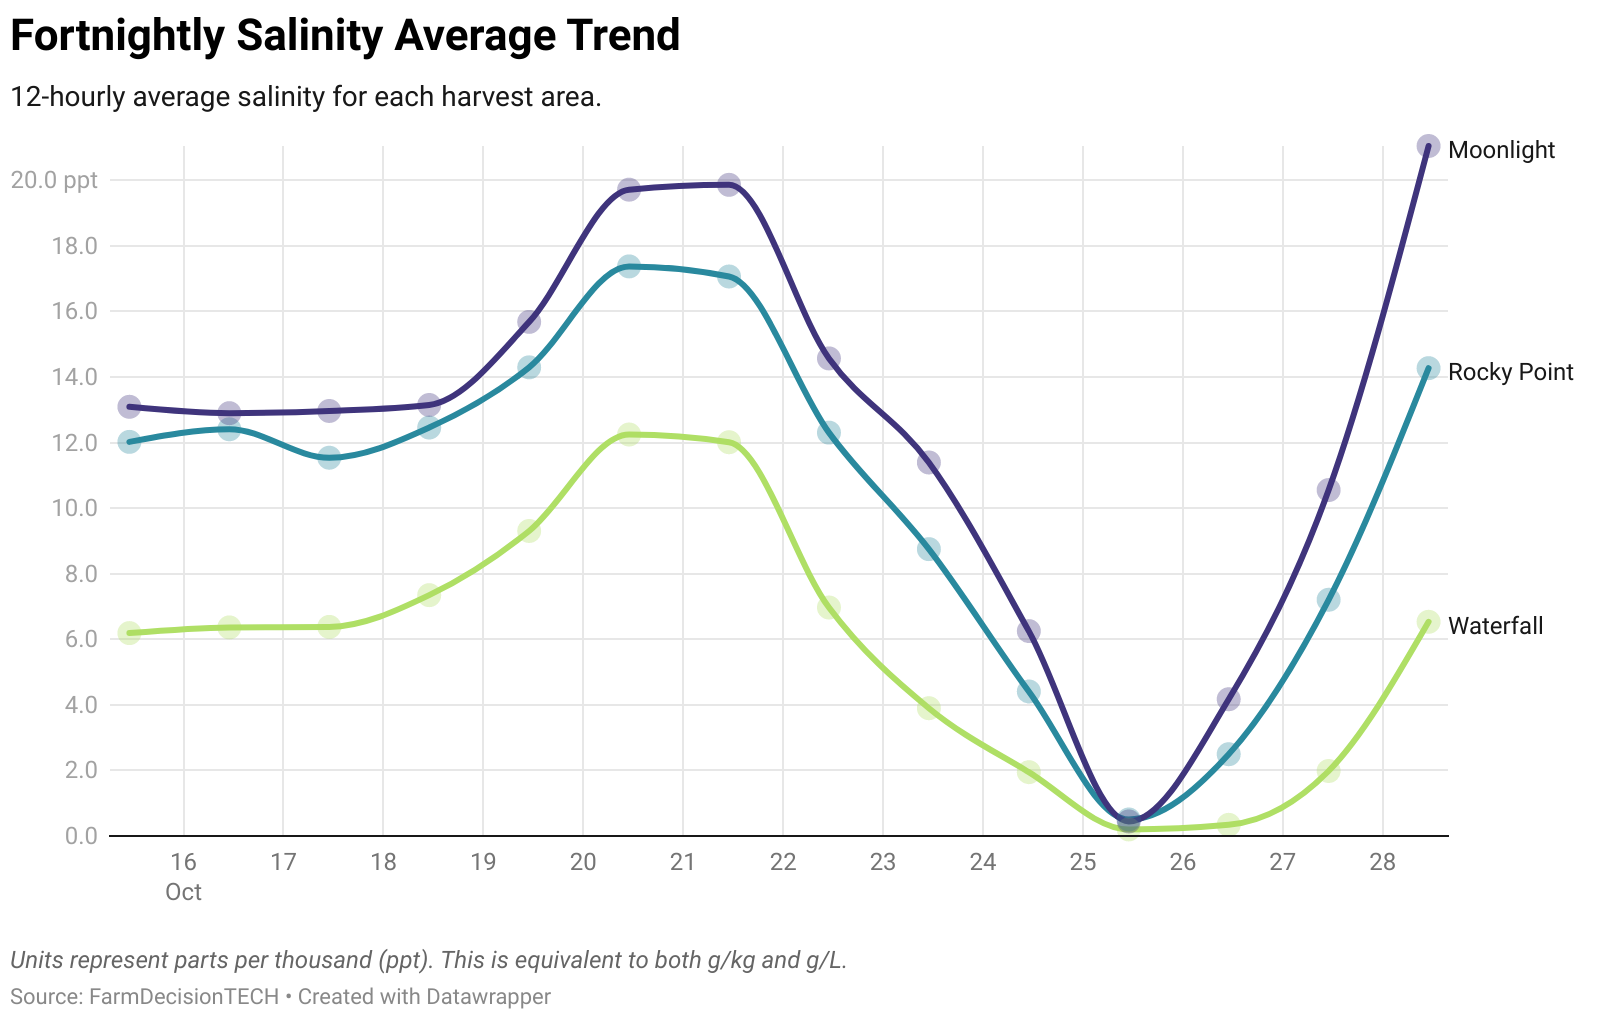 Fortnightly Salinity Average Trend
12-hourly average salinity for each harvest area.
Moonlight
20.0 ppt
18.0
16.0
14.0
Rocky Point
12.0
10.0
8.0
6.0
Waterfall
4.0
2.0
0.0
16 17 18 19 20 21 22 23 24 25 26 27 28
Oct
Units represent parts per thousand (ppt). This is equivalent to both g/kg and g/L.
Source: FarmDecisionTECH • Created with Datawrapper